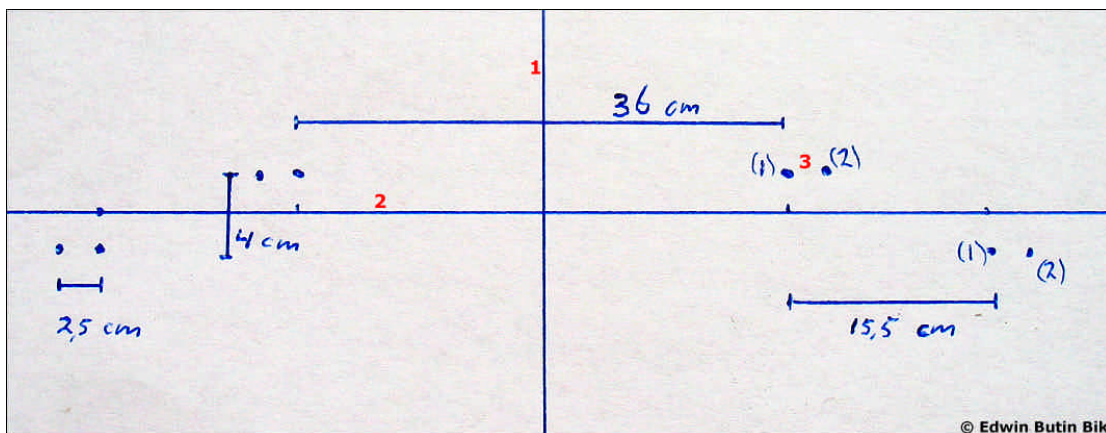 1
36 cm
(1) 3 (2)
2
4 cm
(1)
(2)
2,5 cm
15,5 cm
© Edwin Butin Bik